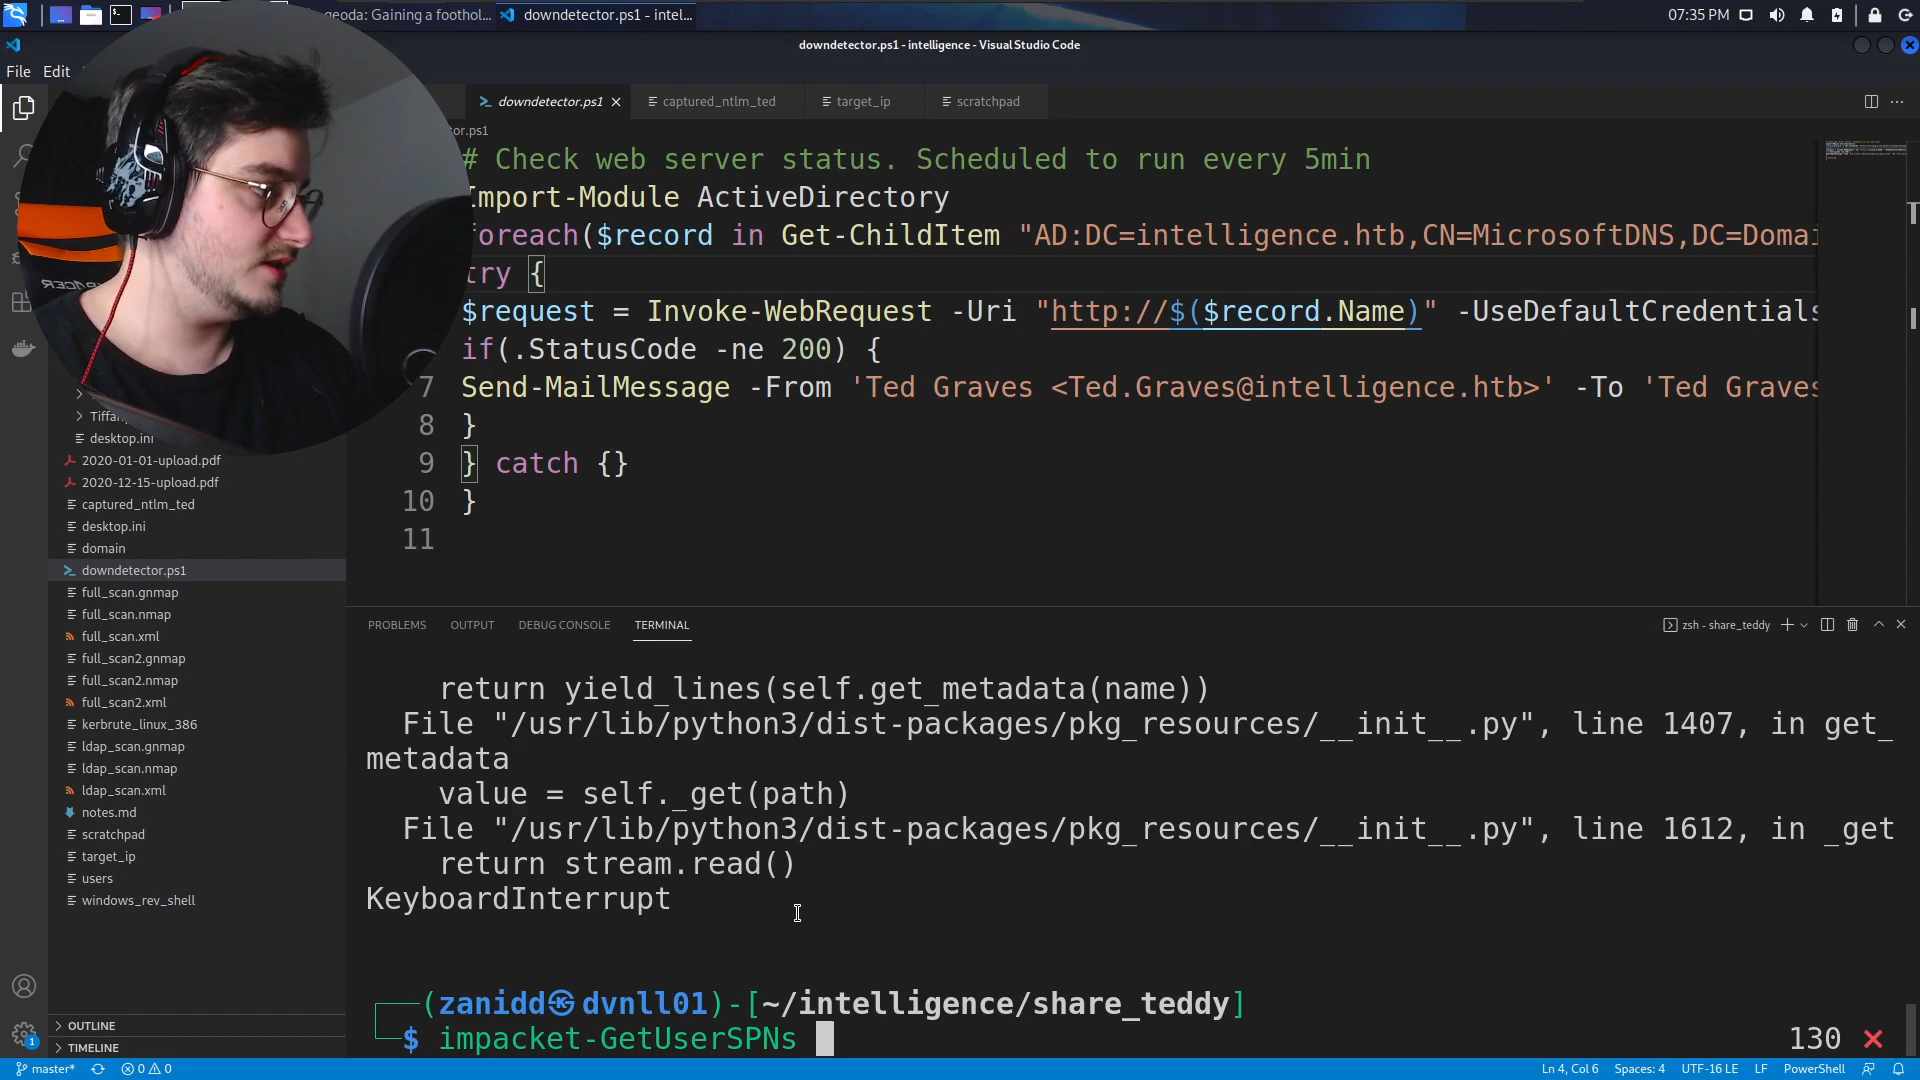 geoda: Gaining a foothol...
downdetector.ps1 - intel...
07:35 PM
downdetector.ps1 - intelligence - Visual Studio Code
File Edit
downdetector.ps1
captured_ntlm_ted
target_ip
scratchpad
or.ps1
# Check web server status. Scheduled to run every 5min
Import-Module ActiveDirectory
foreach($record in Get-ChildItem "AD:DC=intelligence.htb,CN=MicrosoftDNS,DC=Domai
try {
$request = Invoke-WebRequest -Uri "http://$($record.Name)" -UseDefaultCredentials
if(.StatusCode -ne 200) {
7 Send-MailMessage -From 'Ted Graves <Ted.Graves@intelligence.htb>' -To 'Ted Graves
8 }
9 } catch {}
10 }
11
Tiffa
desktop.ini
2020-01-01-upload.pdf
2020-12-15-upload.pdf
captured_ntlm_ted
desktop.ini
domain
downdetector.ps1
full_scan.gnmap
full_scan.nmap
full_scan.xml
full_scan2.gnmap
full_scan2.nmap
full_scan2.xml
kerbrute_linux_386
ldap_scan.gnmap
ldap_scan.nmap
ldap_scan.xml
notes.md
scratchpad
target_ip
users
windows_rev_shell
OUTLINE
TIMELINE
PROBLEMS OUTPUT DEBUG CONSOLE TERMINAL
zsh - share_teddy
return yield_lines(self.get_metadata(name))
File "/usr/lib/python3/dist-packages/pkg_resources/__init__.py", line 1407, in get_
metadata
value = self._get(path)
File "/usr/lib/python3/dist-packages/pkg_resources/__init__.py", line 1612, in _get
return stream.read()
KeyboardInterrupt
(zanidd㉿dvnll01)-[~/intelligence/share_teddy]
$ impacket-GetUserSPNs
130
1
master* 0 0
Ln 4, Col 6 Spaces: 4 UTF-16 LE LF PowerShell